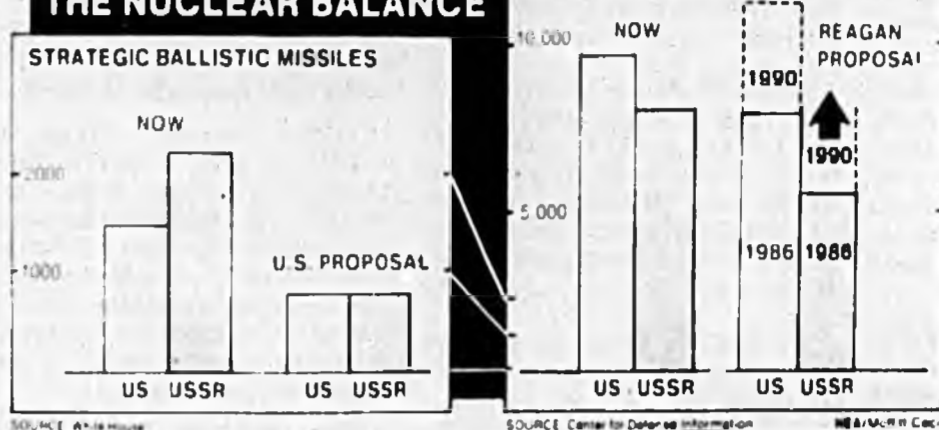 THE NUCLEAR BALANCE
STRATEGIC BALLISTIC MISSILES
NOW
2000
1000
U.S. PROPOSAL
US USSR
US USSR
SOURCE: White House
10,000
5,000
NOW
REAGAN
PROPOSAL
1990
1990
1986
1986
US USSR
US USSR
SOURCE: Center for Defense Information
NEA/